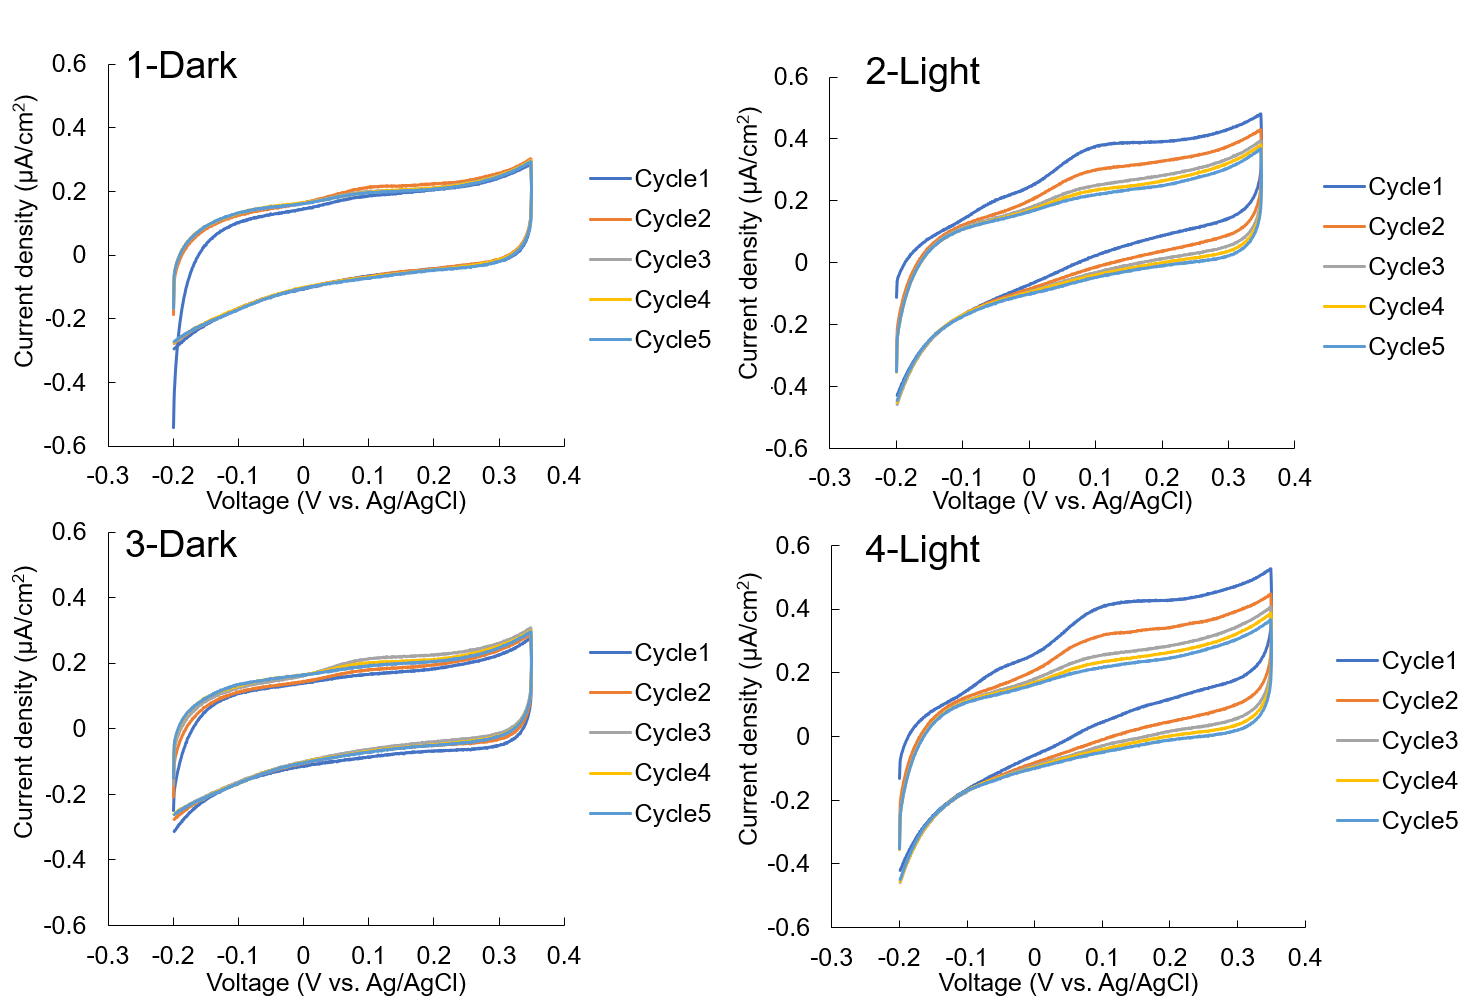 1-Dark
0.6
0.4
0.2
0
-0.2
-0.4
-0.6
Current density (µA/cm²)
-0.3 -0.2 -0.1 0 0.1 0.2 0.3 0.4
Voltage (V vs. Ag/AgCl)
Cycle1
Cycle2
Cycle3
Cycle4
Cycle5
2-Light
0.6
0.4
0.2
0
-0.2
-0.4
-0.6
Current density (µA/cm²)
-0.3 -0.2 -0.1 0 0.1 0.2 0.3 0.4
Voltage (V vs. Ag/AgCl)
Cycle1
Cycle2
Cycle3
Cycle4
Cycle5
3-Dark
0.6
0.4
0.2
0
-0.2
-0.4
-0.6
Current density (µA/cm²)
-0.3 -0.2 -0.1 0 0.1 0.2 0.3 0.4
Voltage (V vs. Ag/AgCl)
Cycle1
Cycle2
Cycle3
Cycle4
Cycle5
4-Light
0.6
0.4
0.2
0
-0.2
-0.4
-0.6
Current density (µA/cm²)
-0.3 -0.2 -0.1 0 0.1 0.2 0.3 0.4
Voltage (V vs. Ag/AgCl)
Cycle1
Cycle2
Cycle3
Cycle4
Cycle5